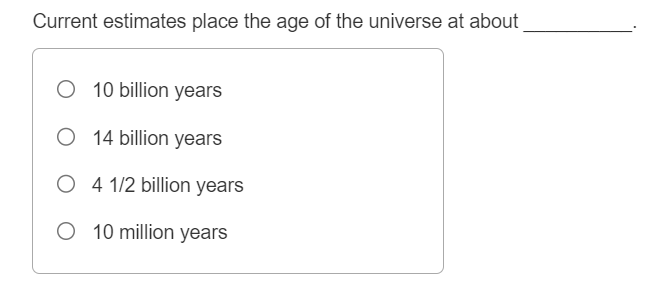 Current estimates place the age of the universe at about ___________.
10 billion years
14 billion years
4 1/2 billion years
10 million years